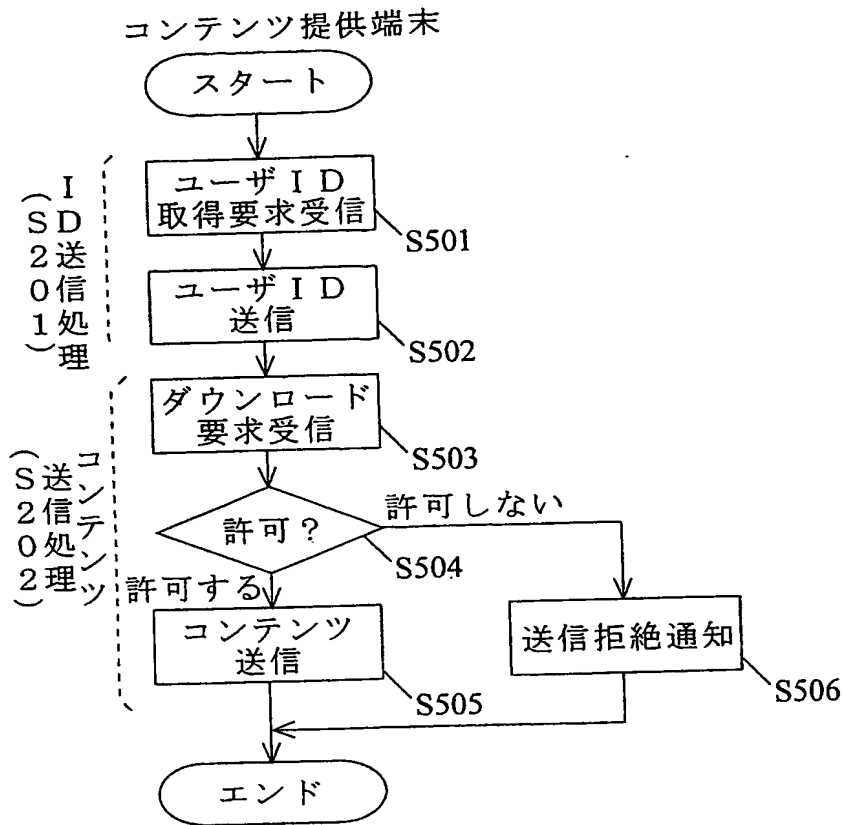 コンテンツ提供端末
スタート
ID送信処理
(S201)
ユーザID
取得要求受信
S501
ユーザID
送信
S502
コンテンツ
送信処理
(S202)
ダウンロード
要求受信
S503
許可?
許可しない
S504
許可する
コンテンツ
送信
S505
送信拒絶通知
S506
エンド